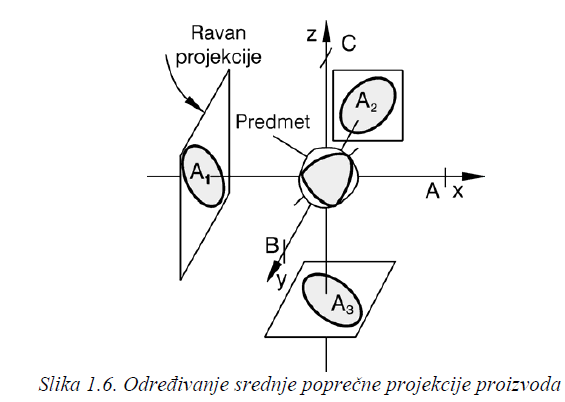 Ravan
projekcije
z
C
A2
Predmet
A1
A x
B
y
A3
Slika 1.6. Određivanje srednje poprečne projekcije proizvoda